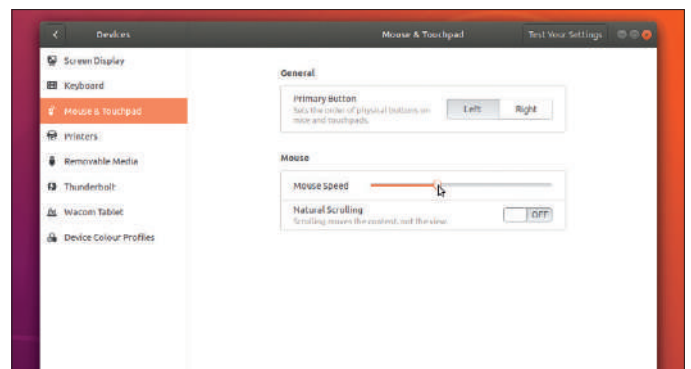 Devices
Mouse & Touchpad
Test Your Settings
Screen Display
Keyboard
Mouse & Touchpad
Printers
Removable Media
Thunderbolt
Wacom Tablet
Device Colour Profiles
General
Primary Button
Sets the order of physical buttons on
mice and touchpads.
Left
Right
Mouse
Mouse Speed
Natural Scrolling
Scrolling moves the content, not the view.
OFF